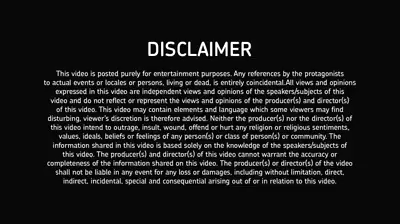 DISCLAIMER
This video is posted purely for entertainment purposes. Any references by the protagonists
to actual events or locales or persons, living or dead, is entirely coincidental.All views and opinions
expressed in this video are independent views and opinions of the speakers/subjects of this
video and do not reflect or represent the views and opinions of the producer(s) and director(s)
of this video. This video may contain elements and language which some viewers may find
disturbing, viewer's discretion is therefore advised. Neither the producer(s) nor the director(s) of
this video intend to outrage, insult, wound, offend or hurt any religion or religious sentiments,
values, ideals, beliefs or feelings of any person(s) or class of person(s) or community. The
information shared in this video is based solely on the knowledge of the speakers/subjects of
this video. The producer(s) and director(s) of this video cannot warrant the accuracy or
completeness of the information shared on this video. The producer(s) or director(s) of the video
shall not be liable in any event for any loss or damages, including without limitation, direct,
indirect, incidental, special and consequential arising out of or in relation to this video.